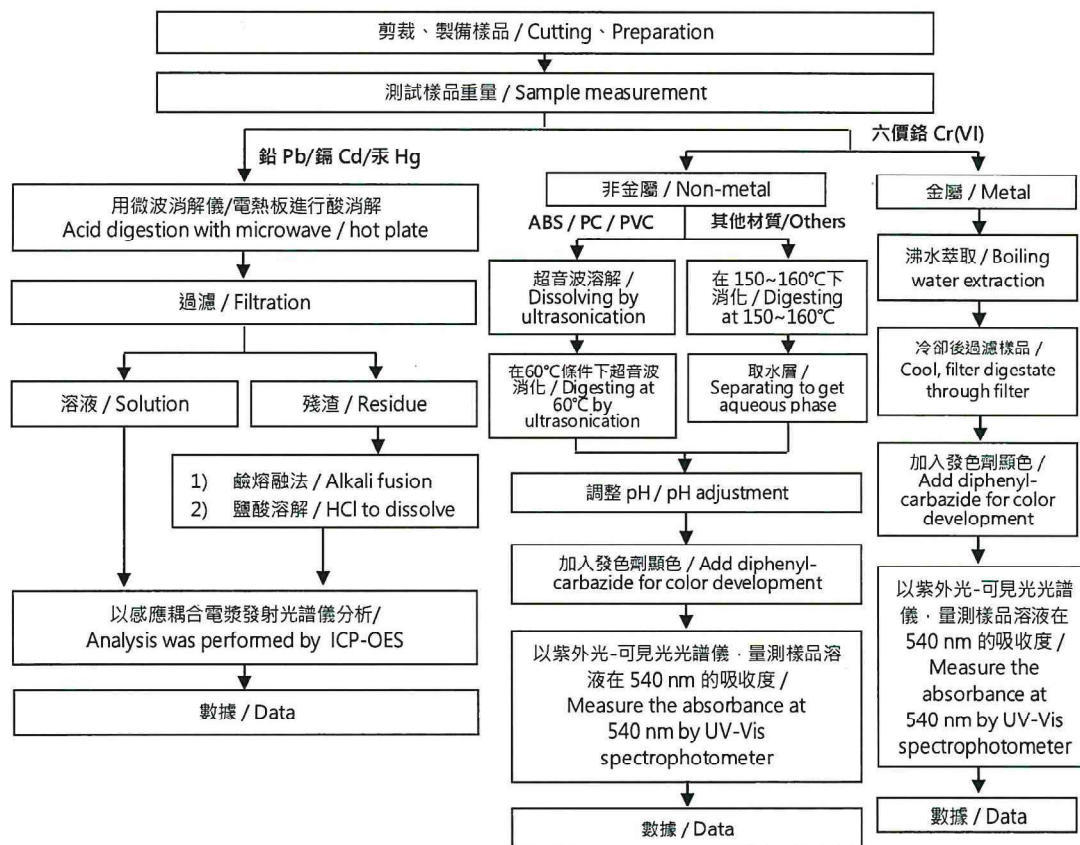 剪裁、製備樣品 / Cutting、Preparation
測試樣品重量 / Sample measurement
鉛 Pb/鎘 Cd/汞 Hg
用微波消解儀/電熱板進行酸消解
Acid digestion with microwave / hot plate
過濾 / Filtration
溶液 / Solution
殘渣 / Residue
1) 鹼熔融法 / Alkali fusion
2) 鹽酸溶解 / HCl to dissolve
以感應耦合電漿發射光譜儀分析/
Analysis was performed by ICP-OES
數據 / Data
六價鉻 Cr(VI)
非金屬 / Non-metal
ABS / PC / PVC
超音波溶解 /
Dissolving by
ultrasonication
在60℃條件下超音波
消化 / Digesting at
60℃ by
ultrasonication
其他材質/Others
在 150~160℃下
消化 / Digesting
at 150~160℃
取水層 /
Separating to get
aqueous phase
調整 pH / pH adjustment
加入發色劑顯色 / Add diphenyl-
carbazide for color development
以紫外光-可見光光譜儀，量測樣品溶
液在 540 nm 的吸收度 /
Measure the absorbance at
540 nm by UV-Vis
spectrophotometer
數據 / Data
金屬 / Metal
沸水萃取 / Boiling
water extraction
冷卻後過濾樣品 /
Cool, filter digestate
through filter
加入發色劑顯色 /
Add diphenyl-
carbazide for color
development
以紫外光-可見光光譜
儀，量測樣品溶液在
540 nm 的吸收度 /
Measure the
absorbance at
540 nm by UV-Vis
spectrophotometer
數據 / Data